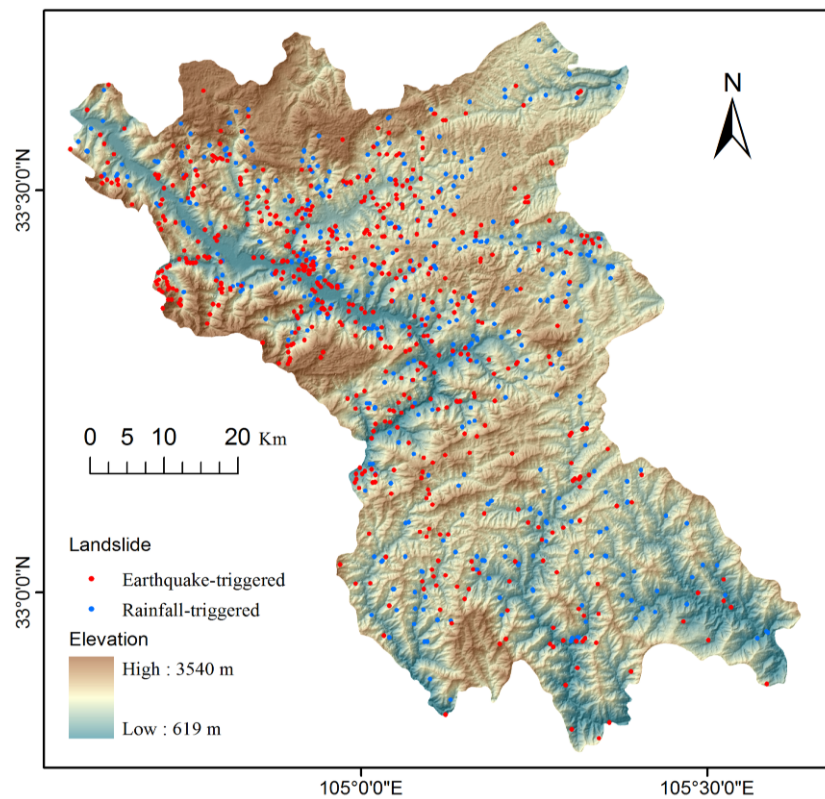 N
33°30'0"N
0 5 10 20 Km
Landslide
Earthquake-triggered
Rainfall-triggered
33°0'0"N
Elevation
High : 3540 m
Low : 619 m
105°0'0"E 105°30'0"E